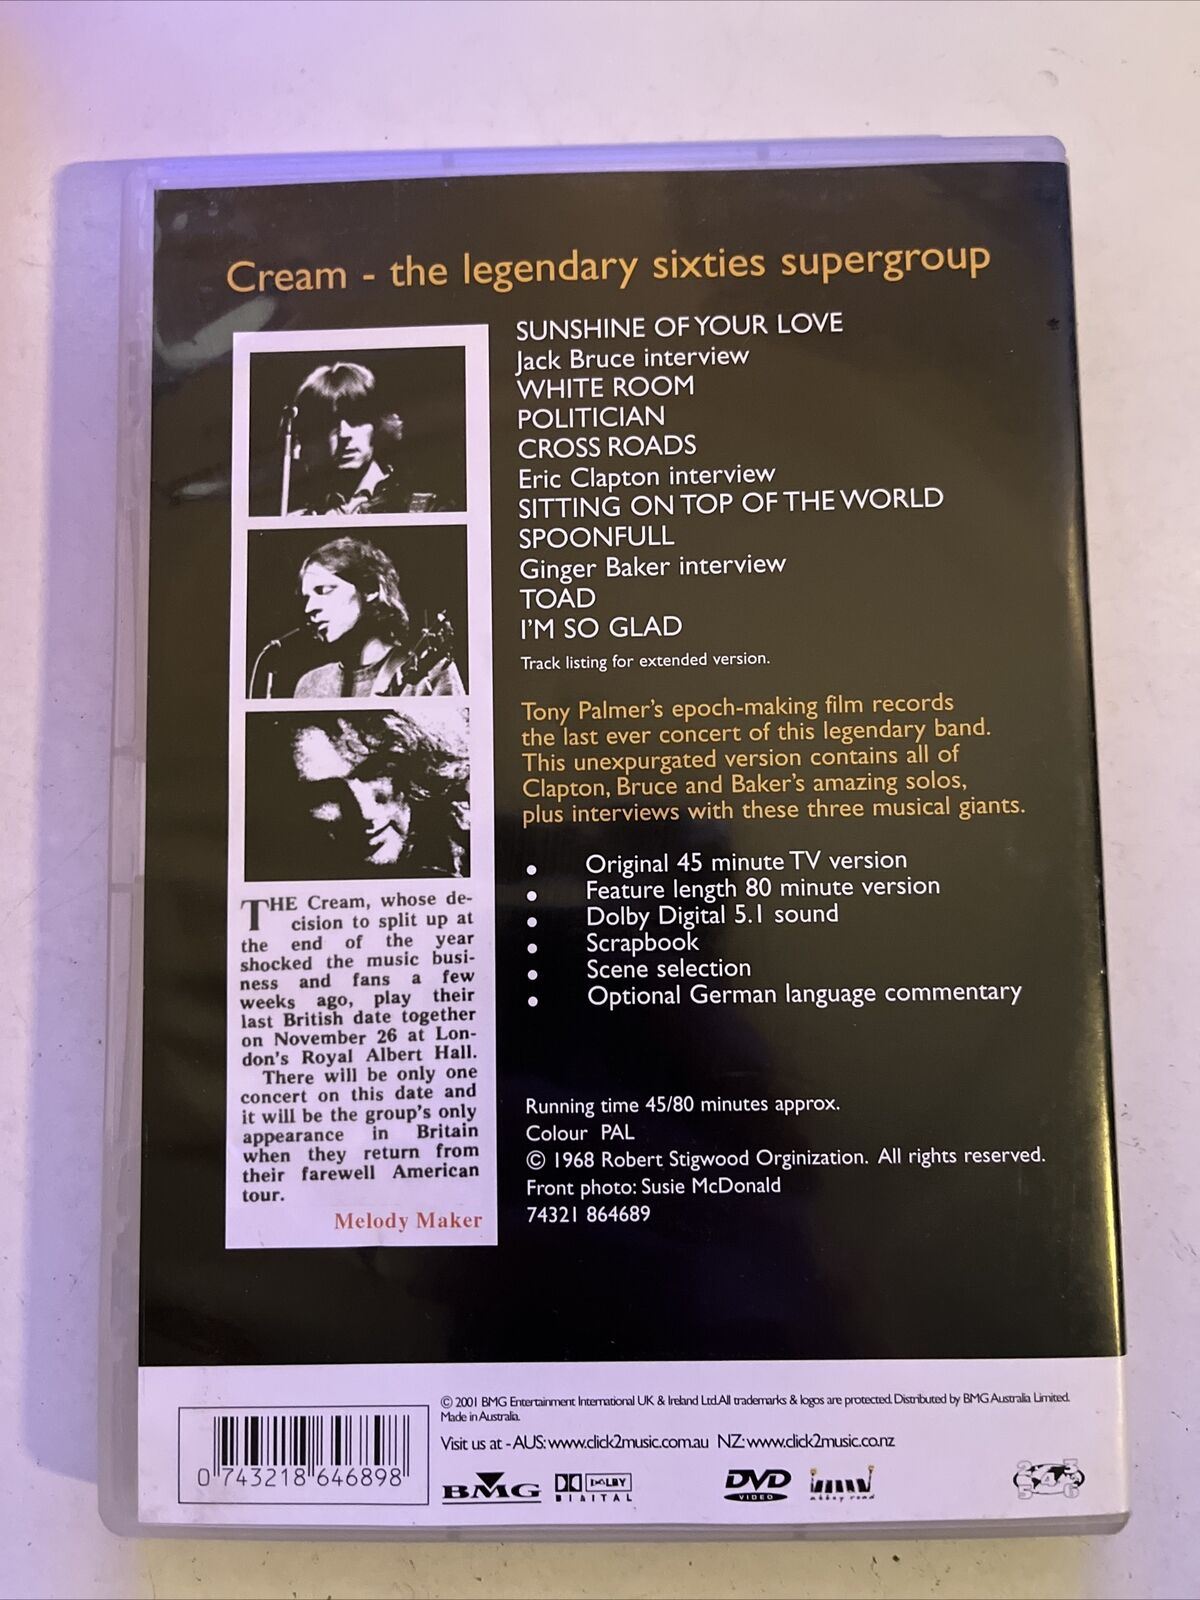 Cream - the legendary sixties supergroup
SUNSHINE OF YOUR LOVE
Jack Bruce interview
WHITE ROOM
POLITICIAN
CROSS ROADS
Eric Clapton interview
SITTING ON TOP OF THE WORLD
SPOONFULL
Ginger Baker interview
TOAD
I'M SO GLAD
Track listing for extended version.
Tony Palmer's epoch-making film records
the last ever concert of this legendary band.
This unexpurgated version contains all of
Clapton, Bruce and Baker's amazing solos,
plus interviews with these three musical giants.
• Original 45 minute TV version
• Feature length 80 minute version
• Dolby Digital 5.1 sound
• Scrapbook
• Scene selection
• Optional German language commentary
THE Cream, whose de-
cision to split up at
the end of the year
shocked the music busi-
ness and fans a few
weeks ago, play their
last British date together
on November 26 at Lon-
don's Royal Albert Hall.
There will be only one
concert on this date and
it will be the group's only
appearance in Britain
when they return from
their farewell American
tour.
Melody Maker
Running time 45/80 minutes approx.
Colour PAL
© 1968 Robert Stigwood Orginization. All rights reserved.
Front photo: Susie McDonald
74321 864689
© 2001 BMG Entertainment International UK & Ireland Ltd.All trademarks & logos are protected. Distributed by BMG Australia Limited.
Made in Australia.
Visit us at - AUS: www.click2music.com.au NZ: www.click2music.co.nz
0 743218 646898
BMG
DOLBY
DIGITAL
DVD
VIDEO
abbey road
2 3
4
5 6